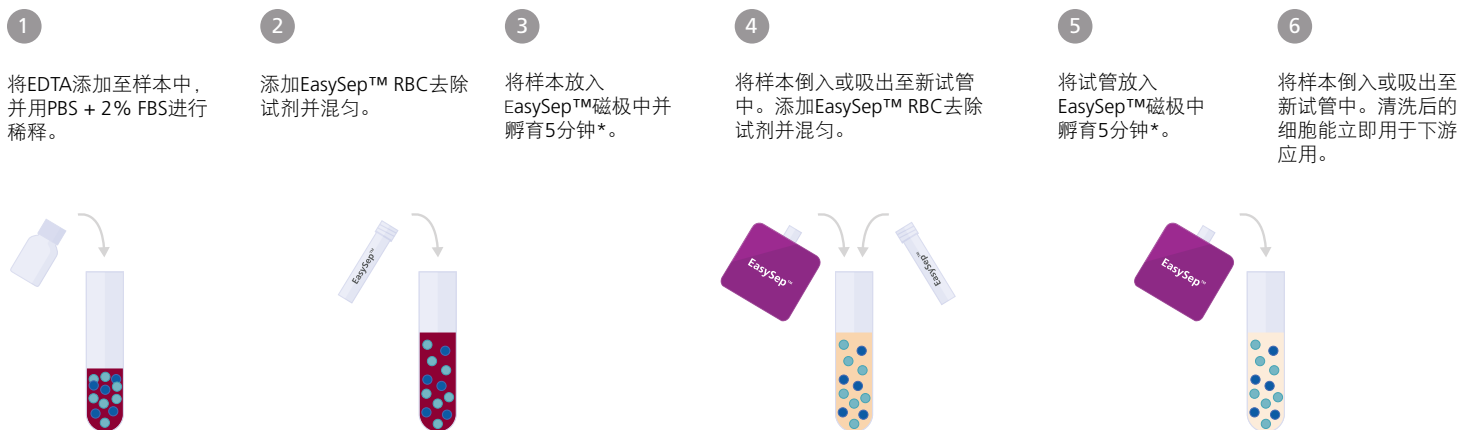 1
将EDTA添加至样本中，
并用PBS + 2% FBS进行
稀释。
2
添加EasySep™ RBC去除
试剂并混匀。
3
将样本放入
EasySep™磁极中并
孵育5分钟*。
4
将样本倒入或吸出至新试管
中。添加EasySep™ RBC去除
试剂并混匀。
5
将试管放入
EasySep™磁极中
孵育5分钟*。
6
将样本倒入或吸出至
新试管中。清洗后的
细胞能立即用于下游
应用。
EasySep™
EasySep™
EasySep™
EasySep™